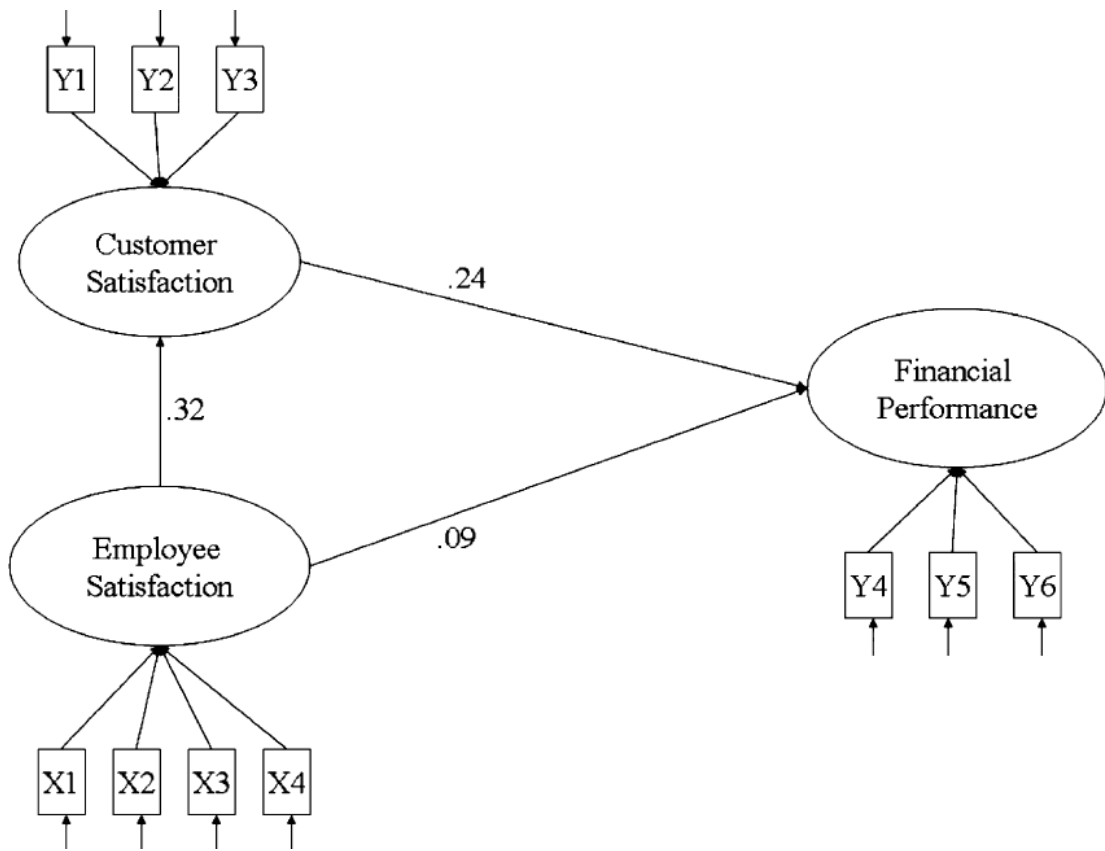 Y1 Y2 Y3
Customer
Satisfaction
.24
Financial
Performance
.32
Employee
Satisfaction
.09
Y4 Y5 Y6
X1 X2 X3 X4